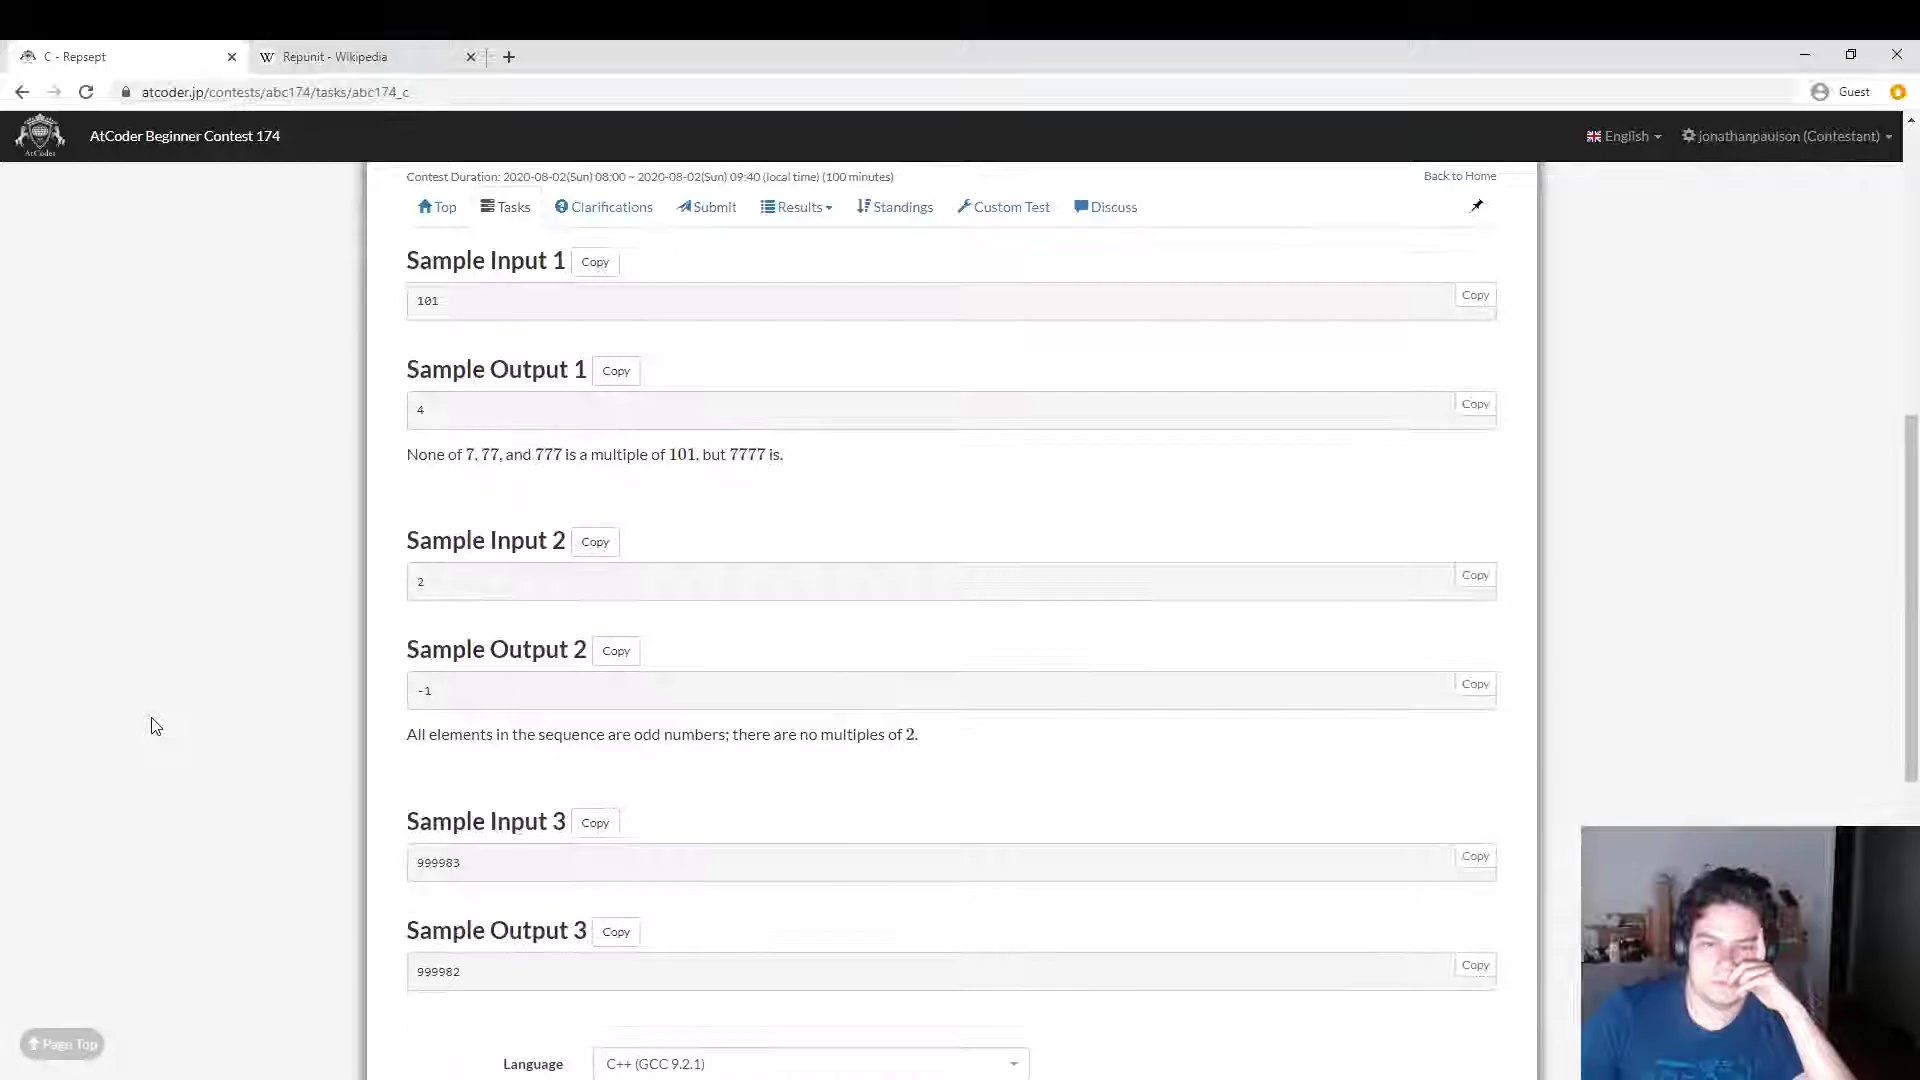 C - Repsept
W Repunit - Wikipedia
atcoder.jp/contests/abc174/tasks/abc174_c
Guest
AtCoder
AtCoder Beginner Contest 174
English
jonathanpaulson (Contestant)
Contest Duration: 2020-08-02(Sun) 08:00 ~ 2020-08-02(Sun) 09:40 (local time) (100 minutes)
Back to Home
Top Tasks Clarifications Submit Results Standings Custom Test Discuss
Sample Input 1 Copy
101 Copy
Sample Output 1 Copy
4 Copy
None of 7, 77, and 777 is a multiple of 101, but 7777 is.
Sample Input 2 Copy
2 Copy
Sample Output 2 Copy
-1 Copy
All elements in the sequence are odd numbers; there are no multiples of 2.
Sample Input 3 Copy
999983 Copy
Sample Output 3 Copy
999982 Copy
Page Top
Language C++ (GCC 9.2.1)